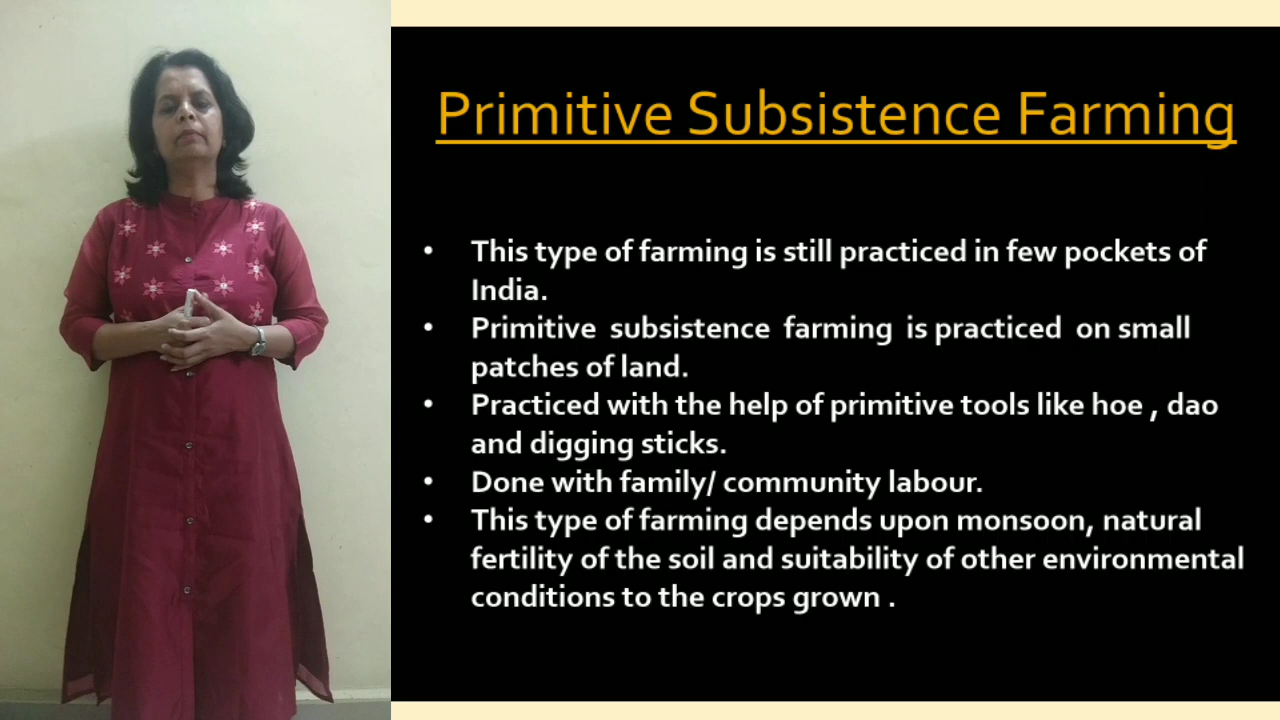 Primitive Subsistence Farming
• This type of farming is still practiced in few pockets of
India.
• Primitive subsistence farming is practiced on small
patches of land.
• Practiced with the help of primitive tools like hoe , dao
and digging sticks.
• Done with family/ community labour.
• This type of farming depends upon monsoon, natural
fertility of the soil and suitability of other environmental
conditions to the crops grown .